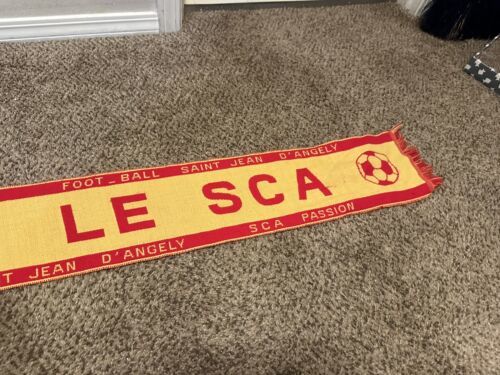 FOOT_BALL SAINT JEAN D'ANGELY
LE SCA
T JEAN D'ANGELY SCA PASSION